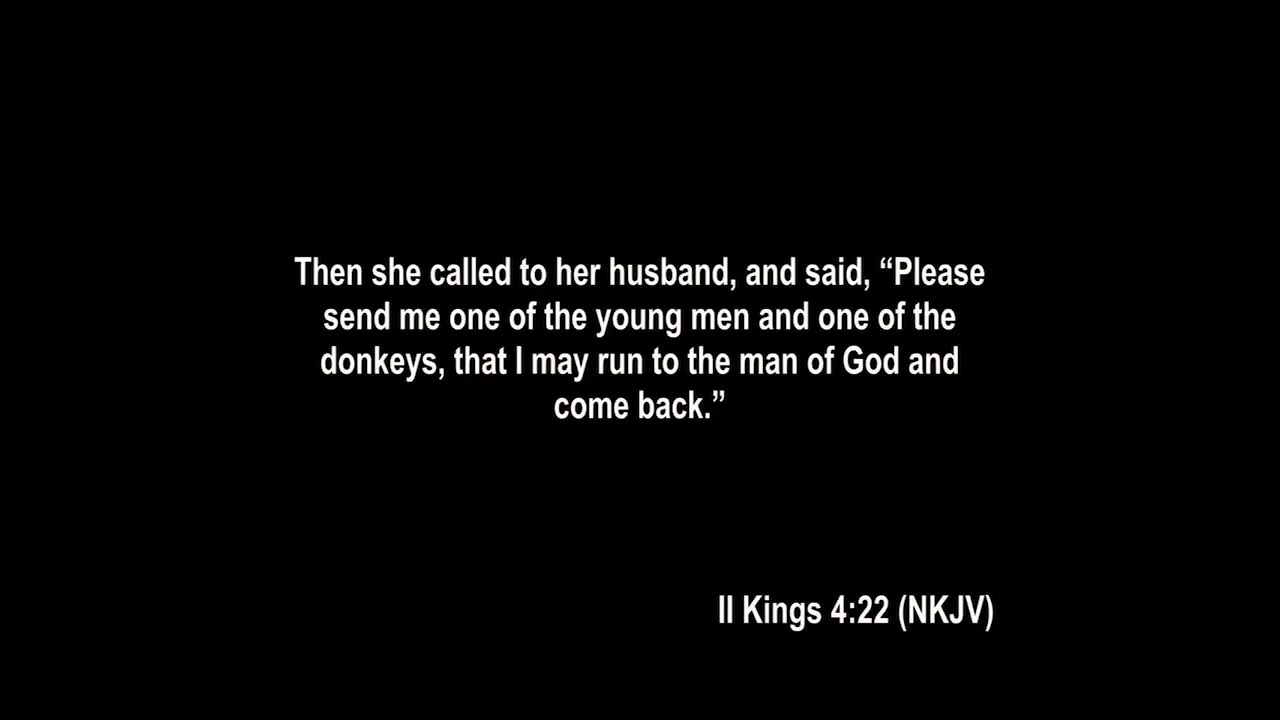 Then she called to her husband, and said, “Please
send me one of the young men and one of the
donkeys, that I may run to the man of God and
come back.”
II Kings 4:22 (NKJV)